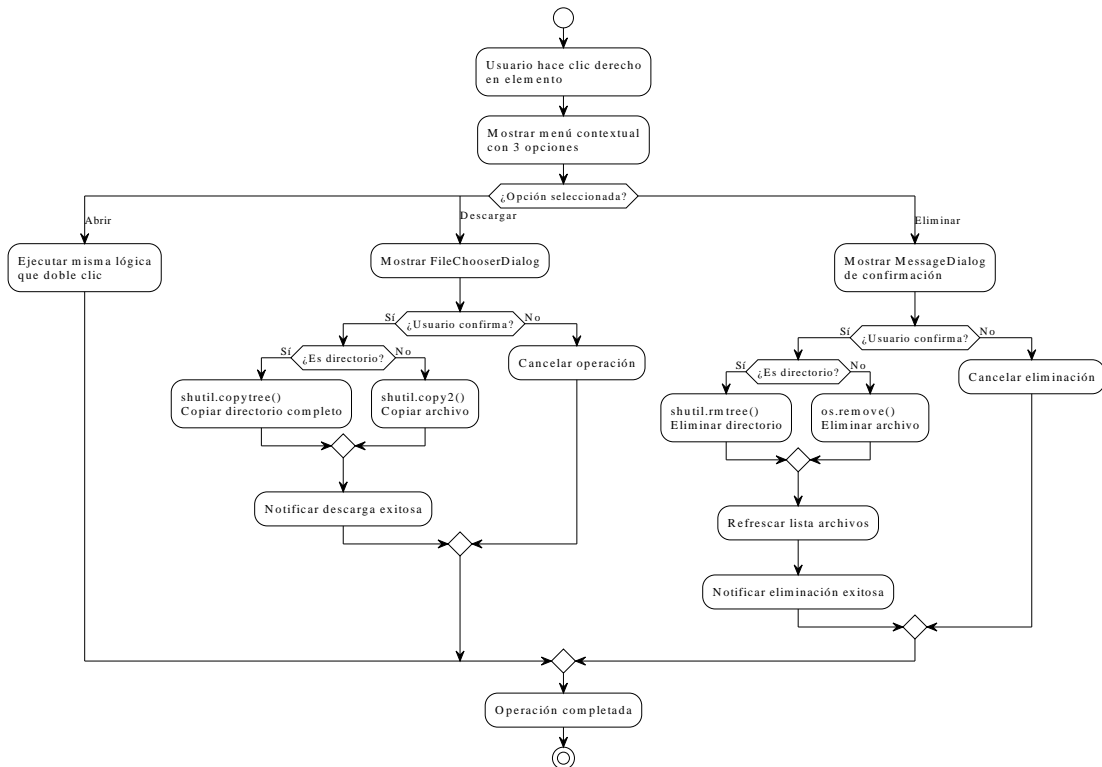 Usuario hace clic derecho
en elemento
Mostrar menú contextual
con 3 opciones
¿Opción seleccionada?
Abrir
Descargar
Eliminar
Ejecutar misma lógica
que doble clic
Mostrar FileChooserDialog
Mostrar MessageDialog
de confirmación
Sí
¿Usuario confirma?
No
Sí
¿Usuario confirma?
No
Sí
¿Es directorio?
No
Cancelar operación
Sí
¿Es directorio?
No
Cancelar eliminación
shutil.copytree()
Copiar directorio completo
shutil.copy2()
Copiar archivo
shutil.rmtree()
Eliminar directorio
os.remove()
Eliminar archivo
Notificar descarga exitosa
Refrescar lista archivos
Notificar eliminación exitosa
Operación completada